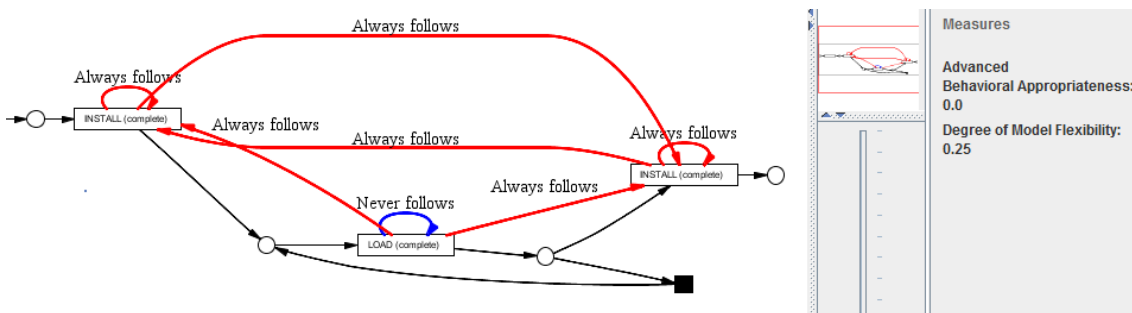 Always follows
Always follows
INSTALL (complete)
Always follows
Always follows
Always follows
INSTALL (complete)
Always follows
Never follows
LOAD (complete)
Measures
Advanced
Behavioral Appropriateness:
0.0
Degree of Model Flexibility:
0.25